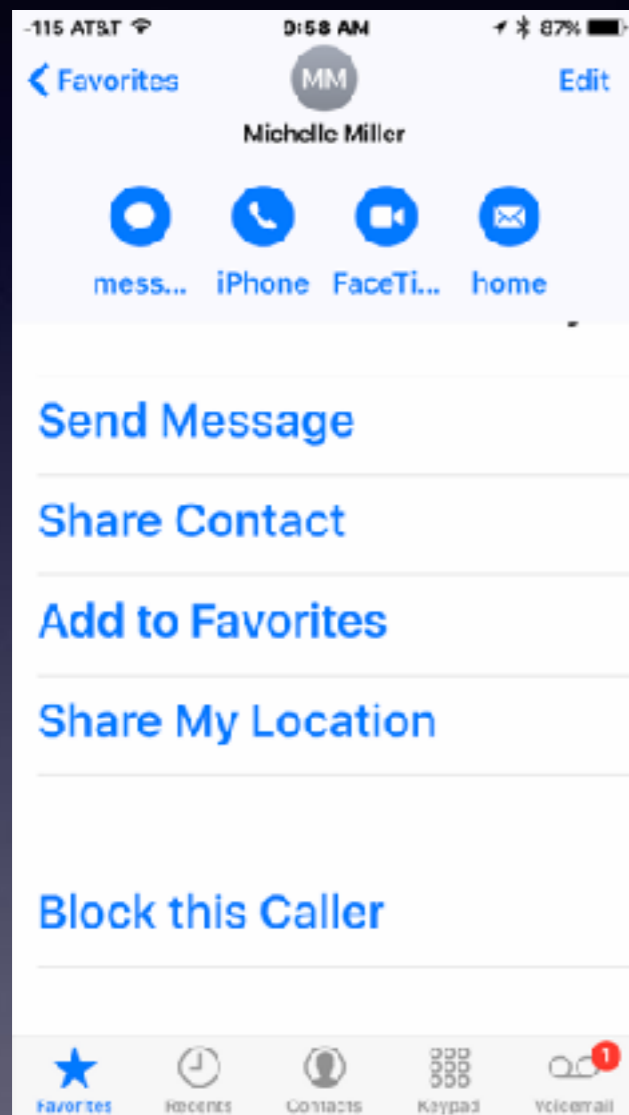 -115 AT&T 9:58 AM 87%
Favorites MM Edit
Michelle Miller
mess... iPhone FaceTi... home
Send Message
Share Contact
Add to Favorites
Share My Location
Block this Caller
1
Favorites Recents Contacts Keypad Voicemail